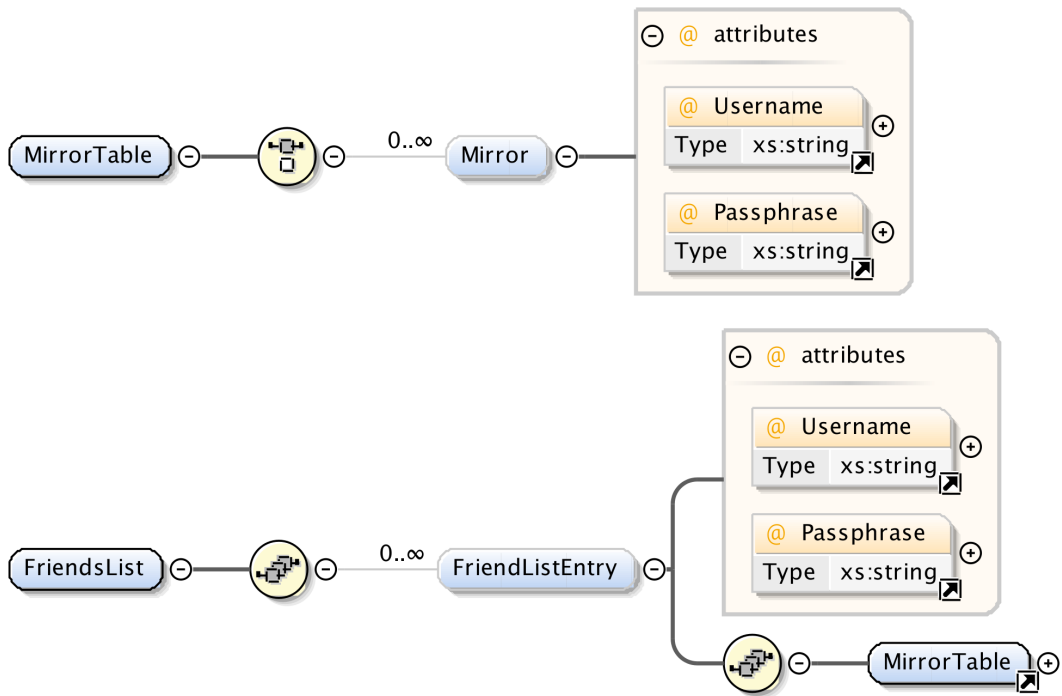 @ attributes
@ Username
Type xs:string
MirrorTable
0..∞
Mirror
@ Passphrase
Type xs:string
@ attributes
@ Username
Type xs:string
@ Passphrase
Type xs:string
FriendsList
0..∞
FriendListEntry
MirrorTable